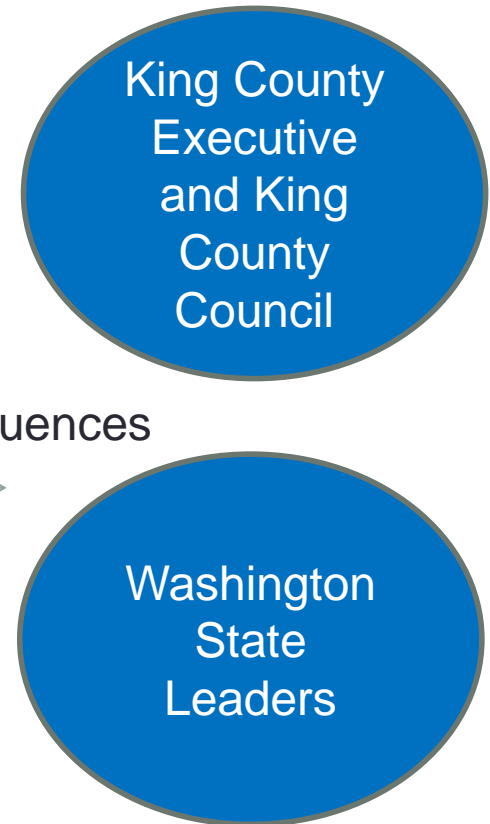 King County
Executive
and King
County
Council
uences
Washington
State
Leaders